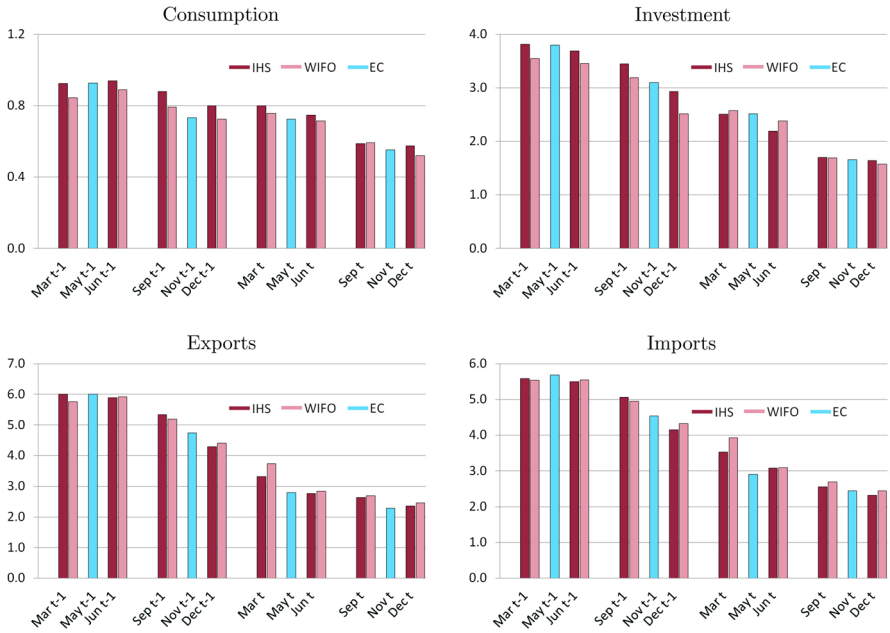 Consumption
1.2
0.8
0.4
0.0
IHS WIFO EC
Mar t-1 May t-1 Jun t-1 Sep t-1 Nov t-1 Dec t-1 Mar t May t Jun t Sep t Nov t Dec t
Investment
4.0
3.0
2.0
1.0
0.0
IHS WIFO EC
Mar t-1 May t-1 Jun t-1 Sep t-1 Nov t-1 Dec t-1 Mar t May t Jun t Sep t Nov t Dec t
Exports
7.0
6.0
5.0
4.0
3.0
2.0
1.0
0.0
IHS WIFO EC
Mar t-1 May t-1 Jun t-1 Sep t-1 Nov t-1 Dec t-1 Mar t May t Jun t Sep t Nov t Dec t
Imports
6.0
5.0
4.0
3.0
2.0
1.0
0.0
IHS WIFO EC
Mar t-1 May t-1 Jun t-1 Sep t-1 Nov t-1 Dec t-1 Mar t May t Jun t Sep t Nov t Dec t